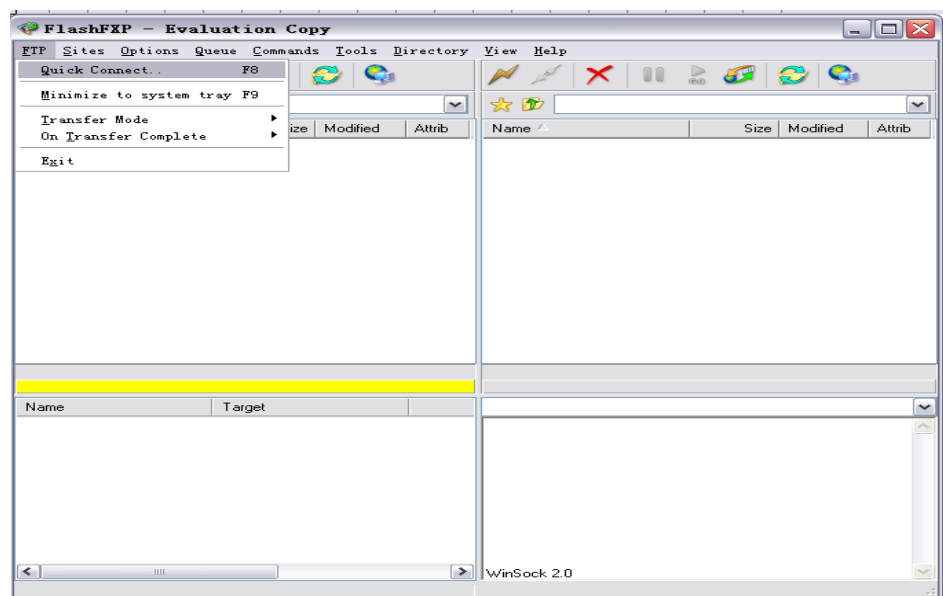 FlashFXP - Evaluation Copy
FTP Sites Options Queue Commands Tools Directory View Help
Quick Connect.. F8
Minimize to system tray F9
Transfer Mode
On Transfer Complete
Exit
ize Modified Attrib
Name Size Modified Attrib
Name Target
WinSock 2.0